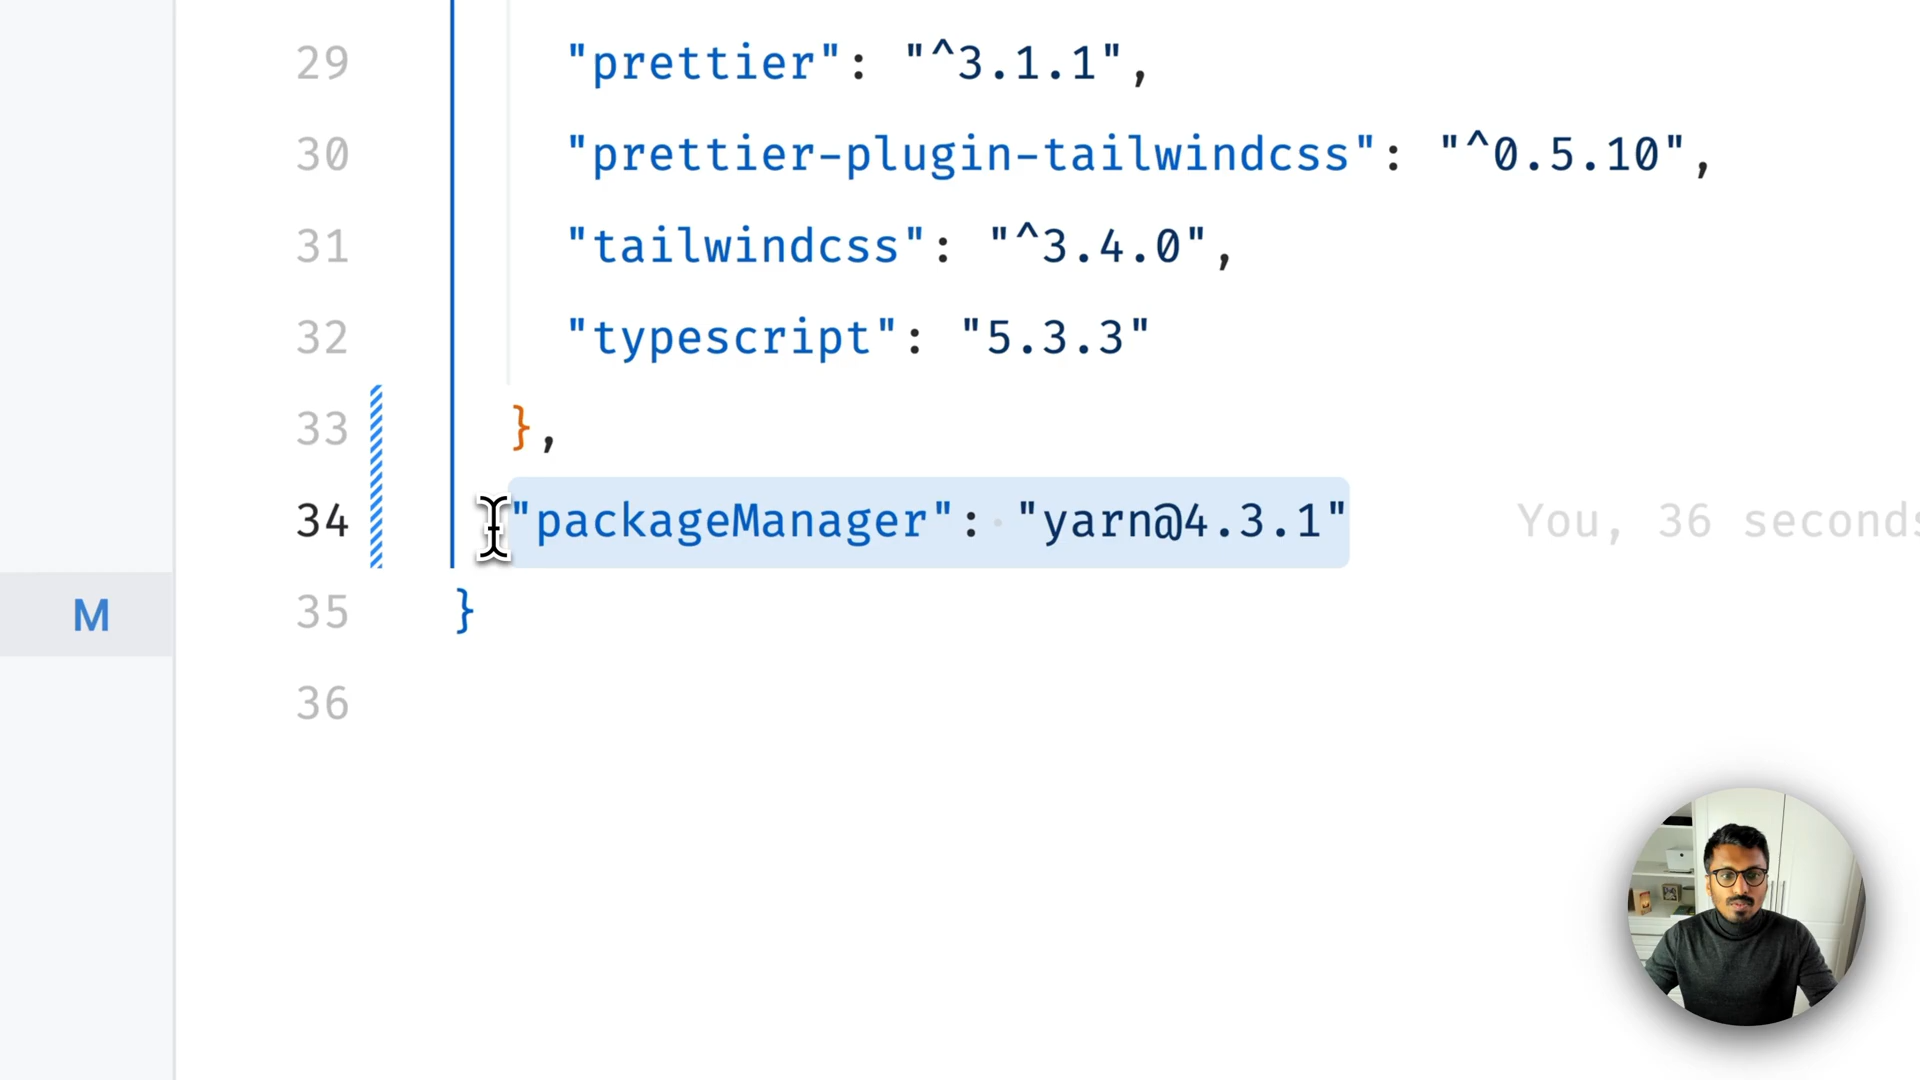 29 "prettier": "^3.1.1",
30 "prettier-plugin-tailwindcss": "^0.5.10",
31 "tailwindcss": "^3.4.0",
32 "typescript": "5.3.3"
33 },
34 "packageManager": "yarn@4.3.1" You, 36 seconds
M 35 }
36